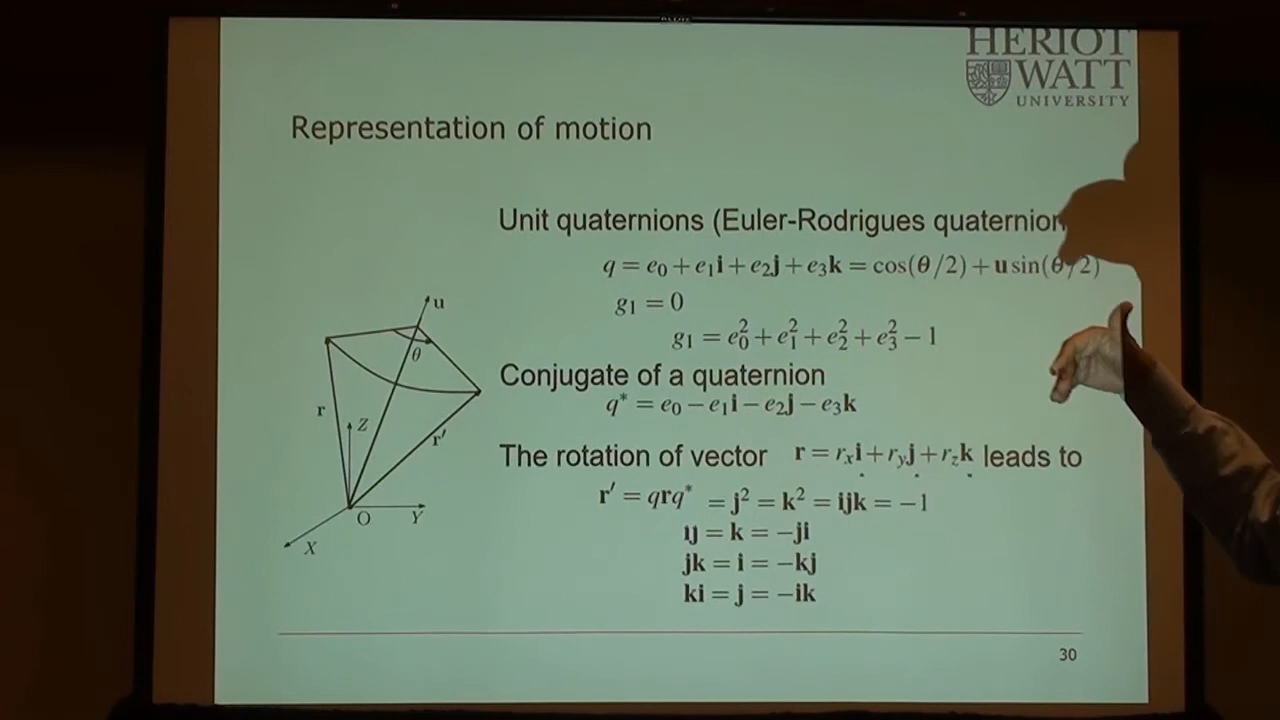 HERIOT
WATT
UNIVERSITY
Representation of motion
Unit quaternions (Euler-Rodrigues quaternion
q = e₀ + e₁i + e₂j + e₃k = cos(θ/2) + u sin(θ/2)
g₁ = 0
g₁ = e₀² + e₁² + e₂² + e₃² − 1
Conjugate of a quaternion
q* = e₀ − e₁i − e₂j − e₃k
The rotation of vector r = rₓi + r_yj + r_zk leads to
r′ = qrq* = j² = k² = ijk = −1
ij = k = −ji
jk = i = −kj
ki = j = −ik
u
θ
r
Z
r′
O
Y
X
30